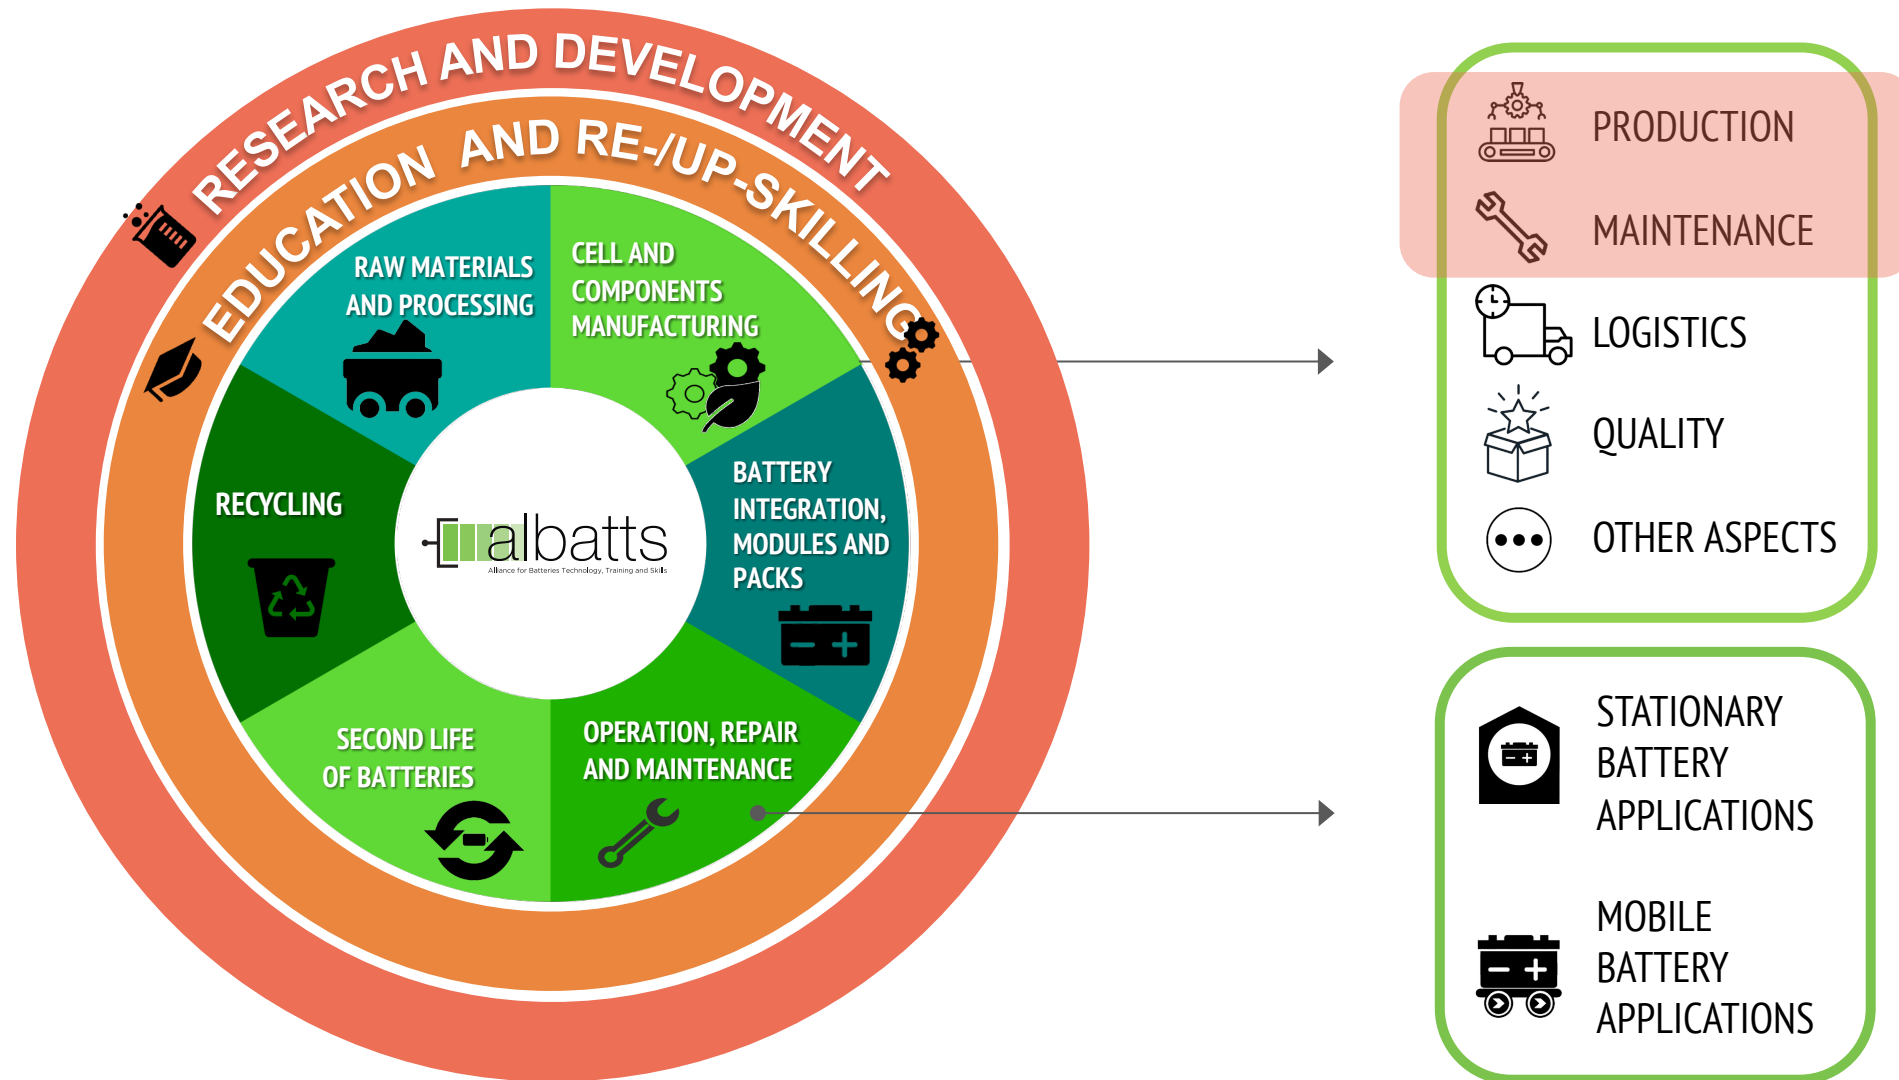 RESEARCH AND DEVELOPMENT
EDUCATION AND RE-/UP-SKILLING
RAW MATERIALS
AND PROCESSING
CELL AND
COMPONENTS
MANUFACTURING
BATTERY
INTEGRATION,
MODULES AND
PACKS
OPERATION, REPAIR
AND MAINTENANCE
SECOND LIFE
OF BATTERIES
RECYCLING
albatts
Alliance for Batteries Technology, Training and Skills
PRODUCTION
MAINTENANCE
LOGISTICS
QUALITY
OTHER ASPECTS
STATIONARY
BATTERY
APPLICATIONS
MOBILE
BATTERY
APPLICATIONS